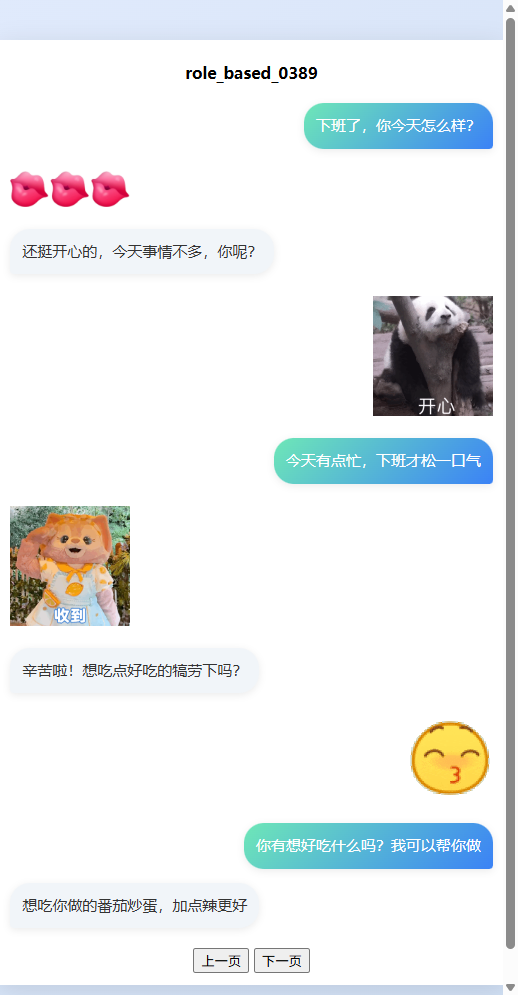 role_based_0389
下班了，你今天怎么样？
还挺开心的，今天事情不多，你呢？
开心
今天有点忙，下班才松一口气
收到
辛苦啦！想吃点好吃的犒劳下吗？
你有想好吃什么吗？我可以帮你做
想吃你做的番茄炒蛋，加点辣更好
上一页 下一页